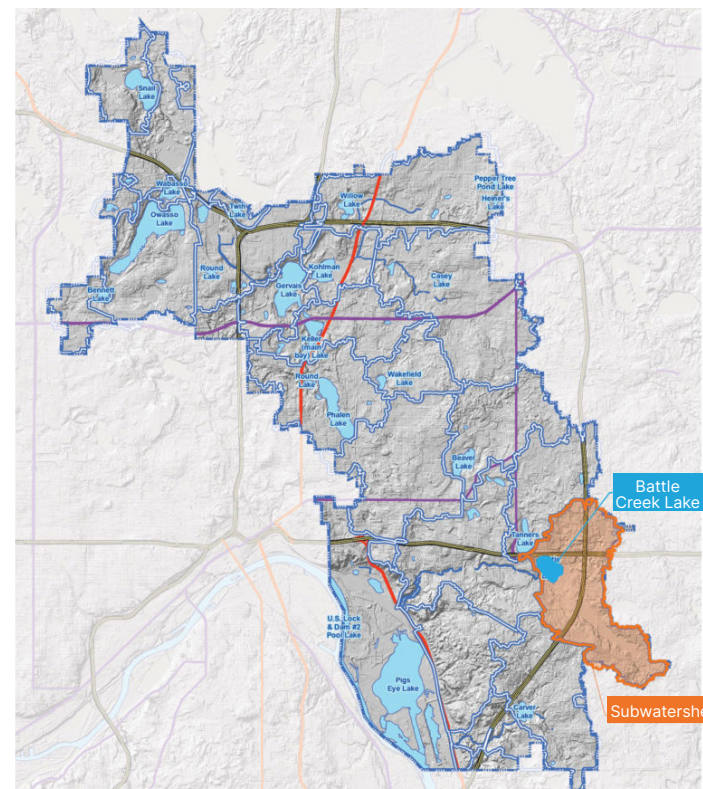 Snail
Lake
Wabasso
Lake
Owasso
Lake
Twin
Lake
Willow
Lake
Pepper Tree
Pond Lake
Heiner's
Lake
Round
Lake
Bennett
Lake
Gervais
Lake
Kohlman
Lake
Casey
Lake
Keller
(main
bay) Lake
Round
Lake
Wakefield
Lake
Phalen
Lake
Beaver
Lake
Battle
Creek Lake
Tanners
Lake
U.S. Lock
& Dam #2
Pool Lake
Pigs
Eye Lake
Carver
Lake
Subwatershe